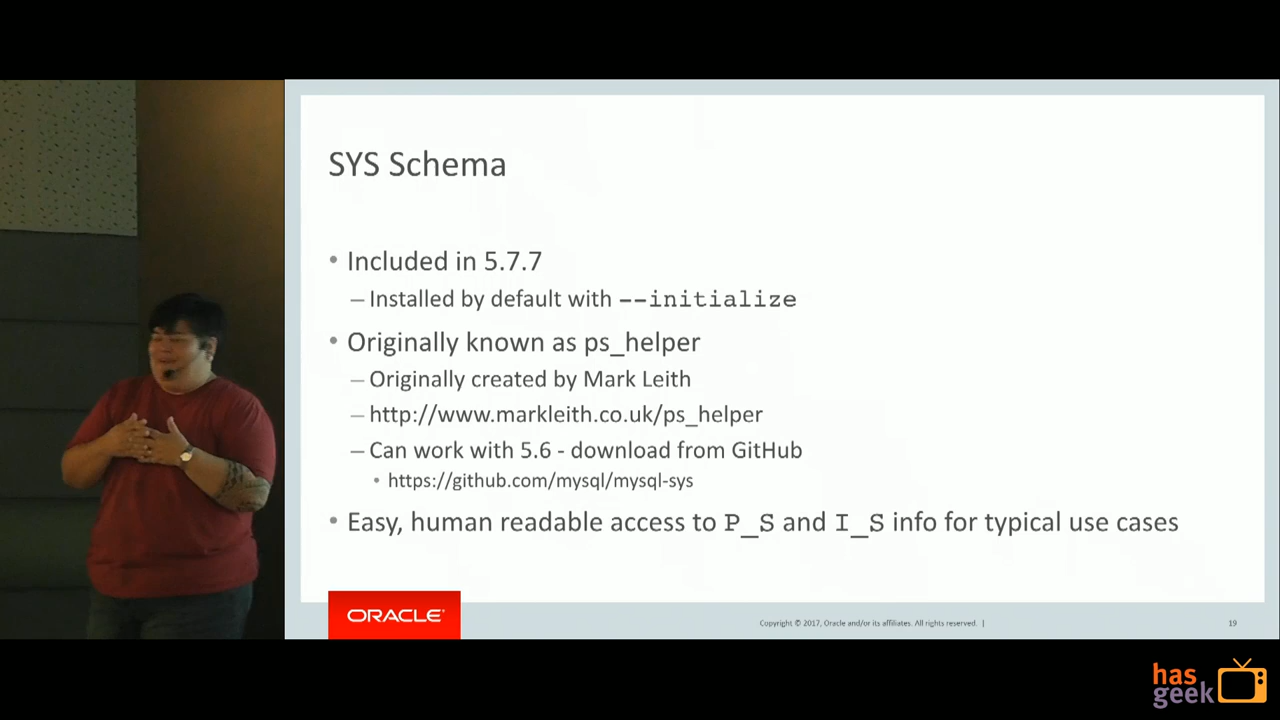 SYS Schema
• Included in 5.7.7
– Installed by default with --initialize
• Originally known as ps_helper
– Originally created by Mark Leith
– http://www.markleith.co.uk/ps_helper
– Can work with 5.6 - download from GitHub
• https://github.com/mysql/mysql-sys
• Easy, human readable access to P_S and I_S info for typical use cases
ORACLE
Copyright © 2017, Oracle and/or its affiliates. All rights reserved. |
19
has
geek